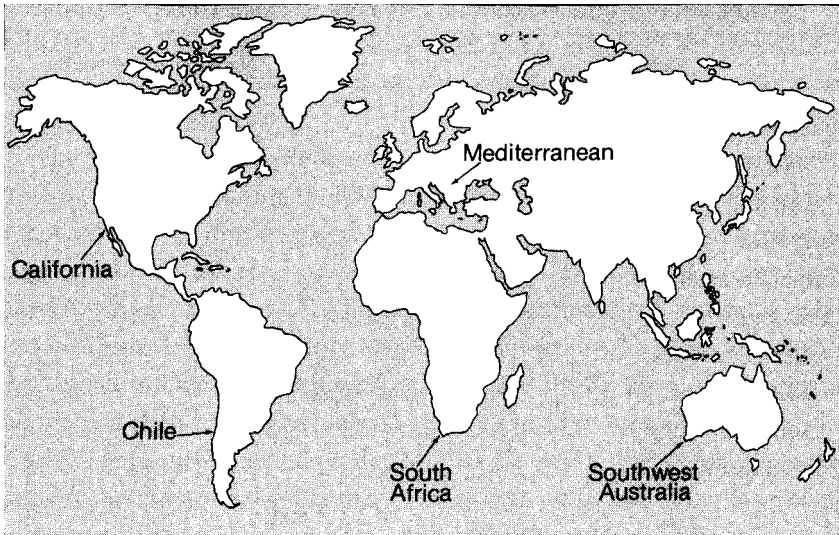 Mediterranean
California
Chile
South
Africa
Southwest
Australia